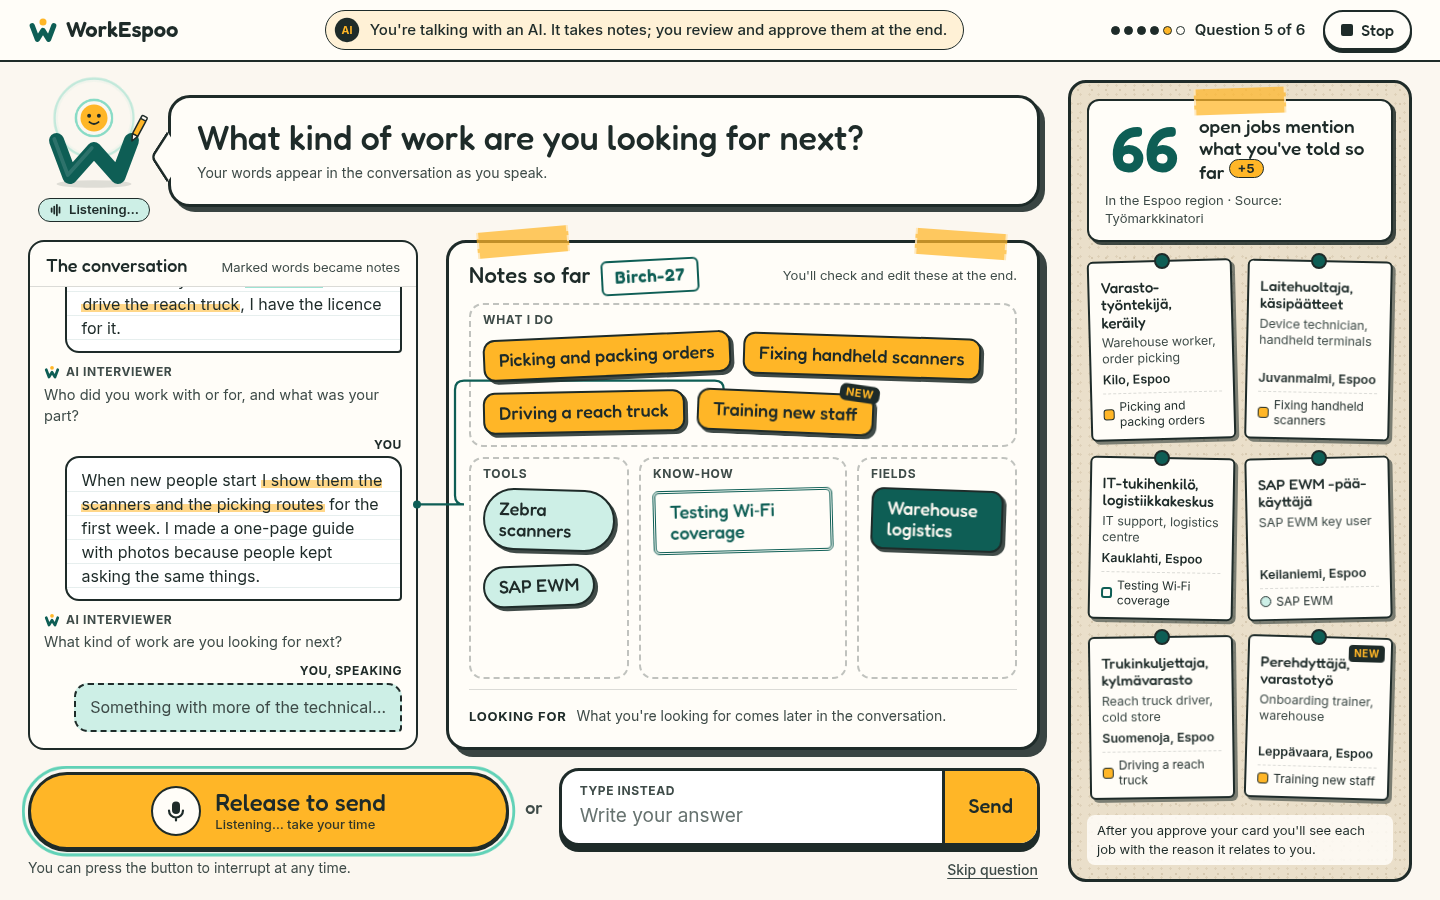 WorkEspoo
AI You're talking with an AI. It takes notes; you review and approve them at the end.
Question 5 of 6
Stop
What kind of work are you looking for next?
Your words appear in the conversation as you speak.
Listening...
The conversation
Marked words became notes
drive the reach truck, I have the licence
for it.
AI INTERVIEWER
Who did you work with or for, and what was your
part?
YOU
When new people start I show them the
scanners and the picking routes for the
first week. I made a one-page guide
with photos because people kept
asking the same things.
AI INTERVIEWER
What kind of work are you looking for next?
YOU, SPEAKING
Something with more of the technical...
Notes so far
Birch-27
You'll check and edit these at the end.
WHAT I DO
Picking and packing orders
Fixing handheld scanners
Driving a reach truck
Training new staff
NEW
TOOLS
Zebra
scanners
SAP EWM
KNOW-HOW
Testing Wi-Fi
coverage
FIELDS
Warehouse
logistics
LOOKING FOR What you're looking for comes later in the conversation.
Release to send
Listening... take your time
or
TYPE INSTEAD
Write your answer
Send
You can press the button to interrupt at any time.
Skip question
66
open jobs mention
what you've told so
far +5
In the Espoo region · Source:
Työmarkkinatori
Varasto-
työntekijä,
keräily
Warehouse worker,
order picking
Kilo, Espoo
Picking and
packing orders
Laitehuoltaja,
käsipäätteet
Device technician,
handheld terminals
Juvanmalmi, Espoo
Fixing handheld
scanners
IT-tukihenkilö,
logistiikkakeskus
IT support, logistics
centre
Kauklahti, Espoo
Testing Wi-Fi
coverage
SAP EWM -pää-
käyttäjä
SAP EWM key user
Keilaniemi, Espoo
SAP EWM
Trukinkuljettaja,
kylmävarasto
Reach truck driver,
cold store
Suomenoja, Espoo
Driving a reach
truck
NEW
Perehdyttäjä,
varastotyö
Onboarding trainer,
warehouse
Leppävaara, Espoo
Training new staff
After you approve your card you'll see each
job with the reason it relates to you.